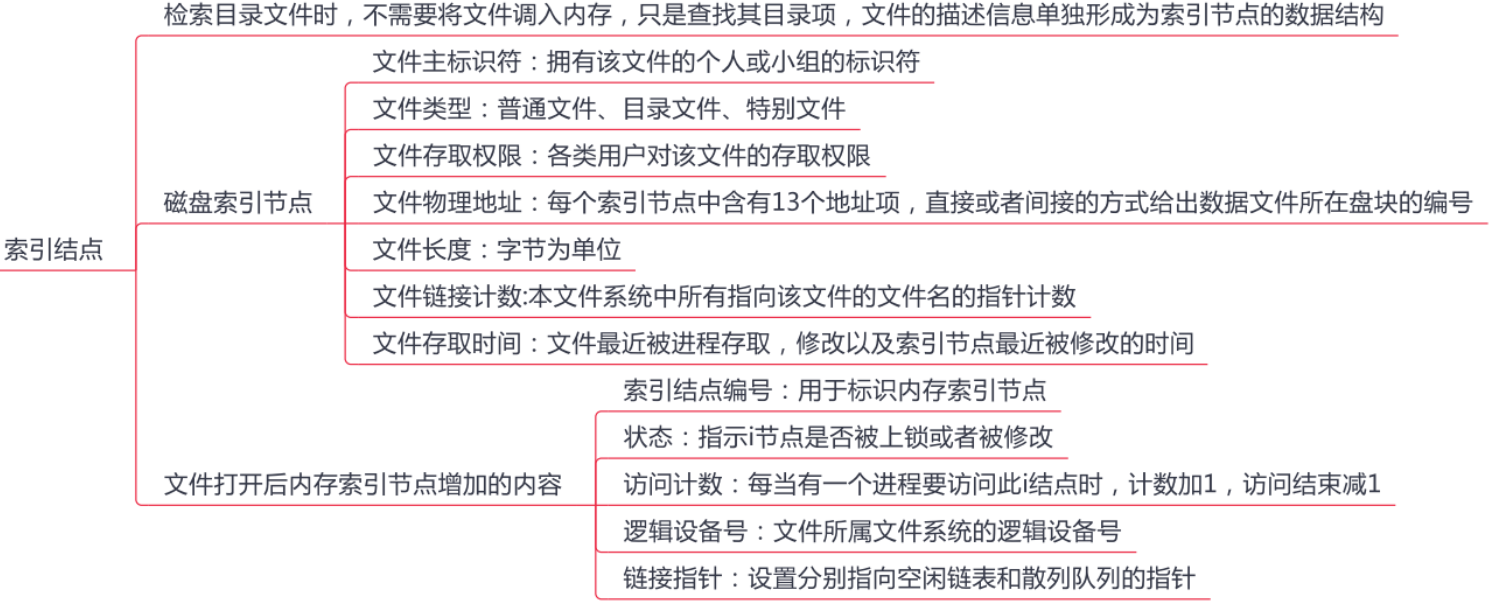 检索目录文件时，不需要将文件调入内存，只是查找其目录项，文件的描述信息单独形成为索引节点的数据结构
文件主标识符：拥有该文件的个人或小组的标识符
文件类型：普通文件、目录文件、特别文件
文件存取权限：各类用户对该文件的存取权限
磁盘索引节点
文件物理地址：每个索引节点中含有13个地址项，直接或者间接的方式给出数据文件所在盘块的编号
索引结点
文件长度：字节为单位
文件链接计数:本文件系统中所有指向该文件的文件名的指针计数
文件存取时间：文件最近被进程存取，修改以及索引节点最近被修改的时间
索引结点编号：用于标识内存索引节点
状态：指示i节点是否被上锁或者被修改
文件打开后内存索引节点增加的内容
访问计数：每当有一个进程要访问此i结点时，计数加1，访问结束减1
逻辑设备号：文件所属文件系统的逻辑设备号
链接指针：设置分别指向空闲链表和散列队列的指针